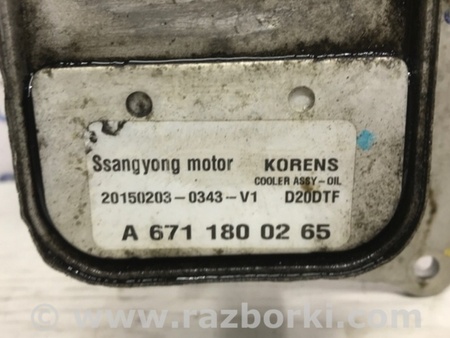 Ssangyong motor KORENS
COOLER ASSY-OIL
20150203-0343-V1 D20DTF
A 671 180 02 65
© www.razborki.com